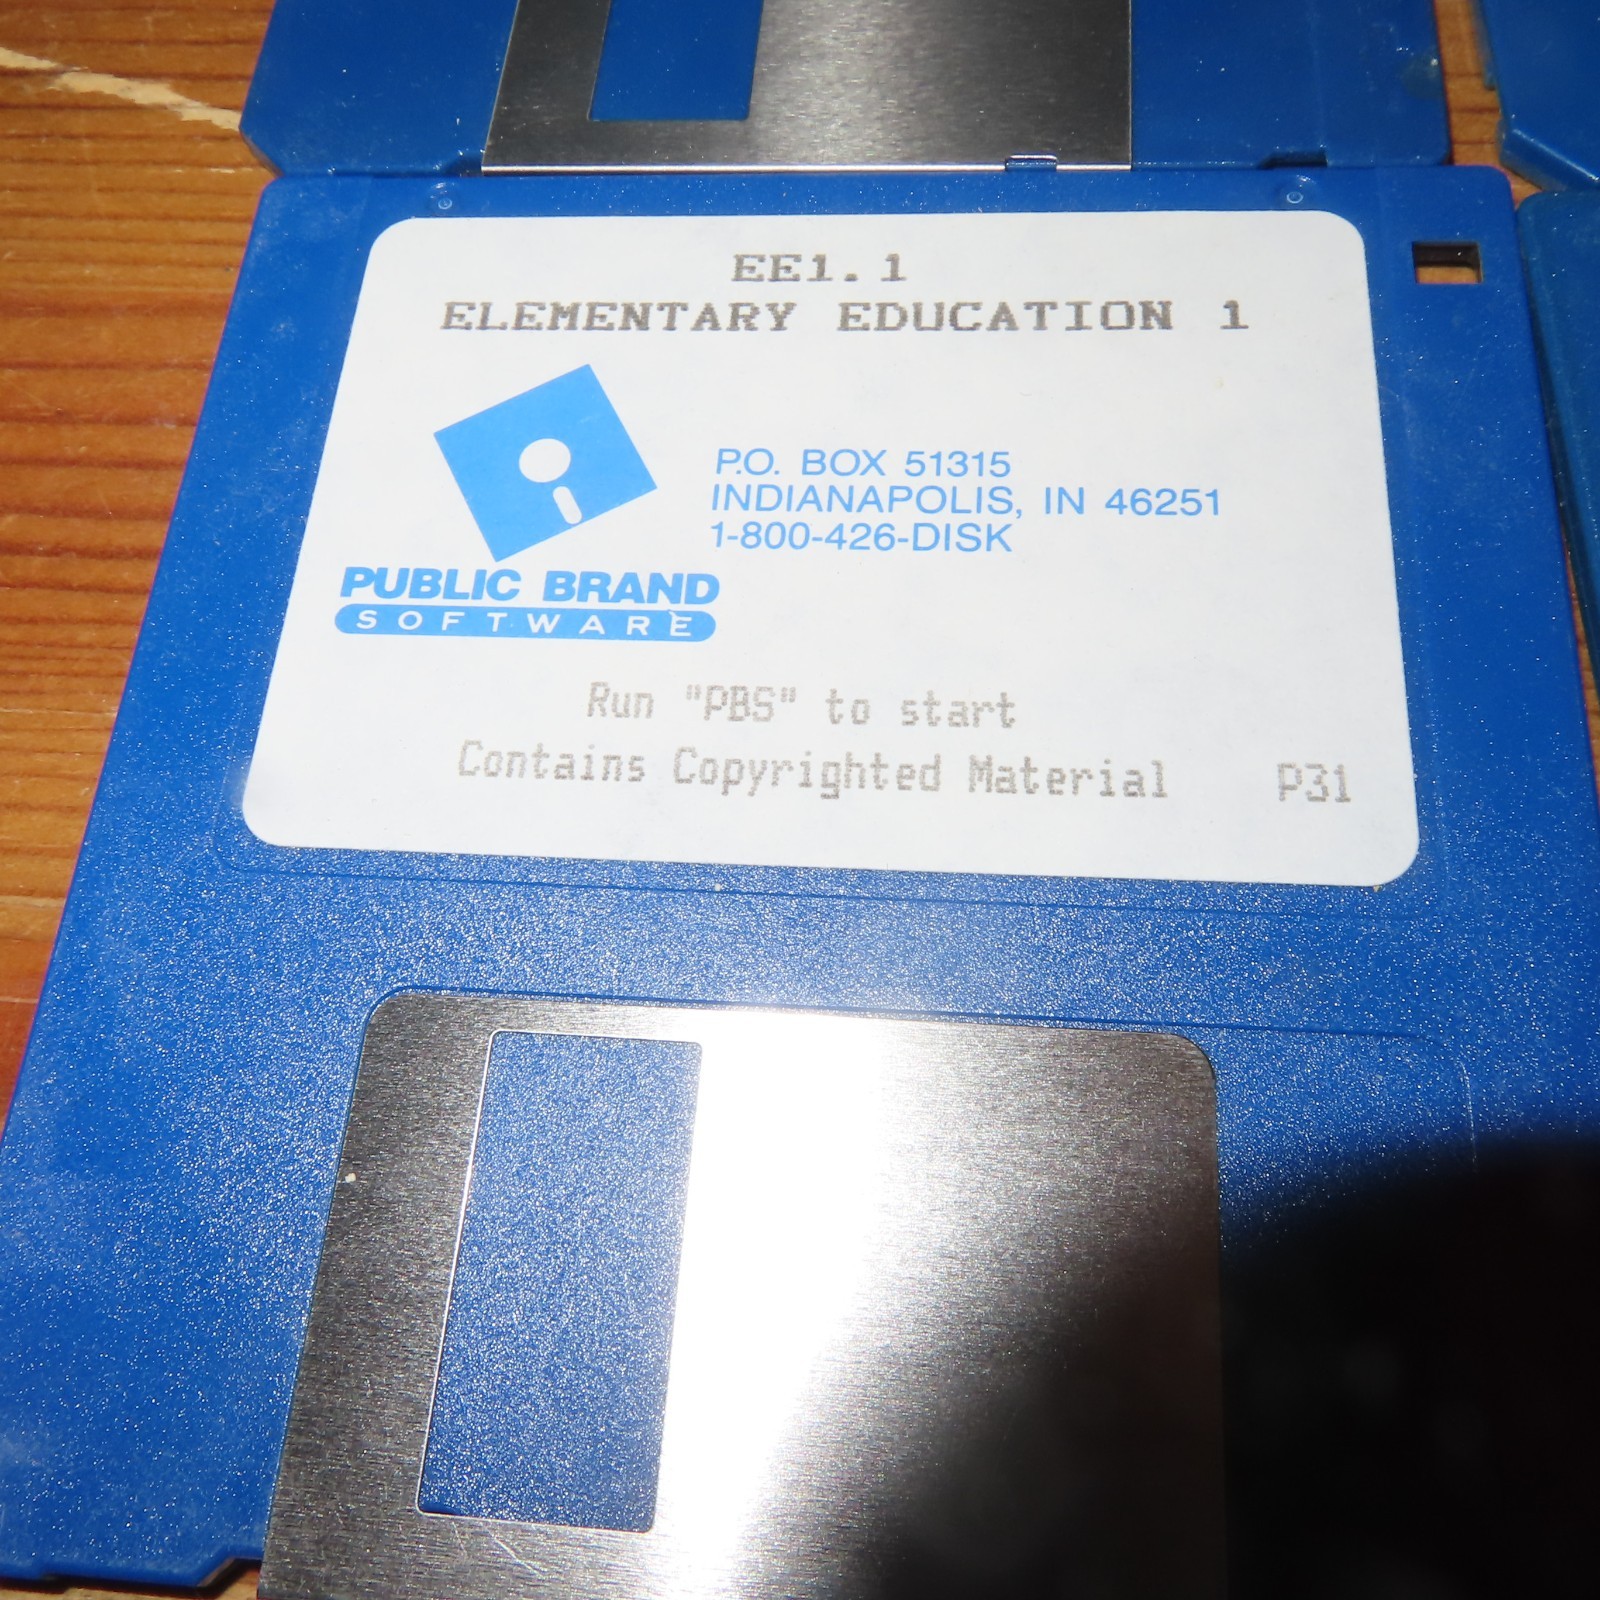 EE1.1
ELEMENTARY EDUCATION 1
P.O. BOX 51315
INDIANAPOLIS, IN 46251
1-800-426-DISK
PUBLIC BRAND
SOFTWARE
Run "PBS" to start
Contains Copyrighted Material P31